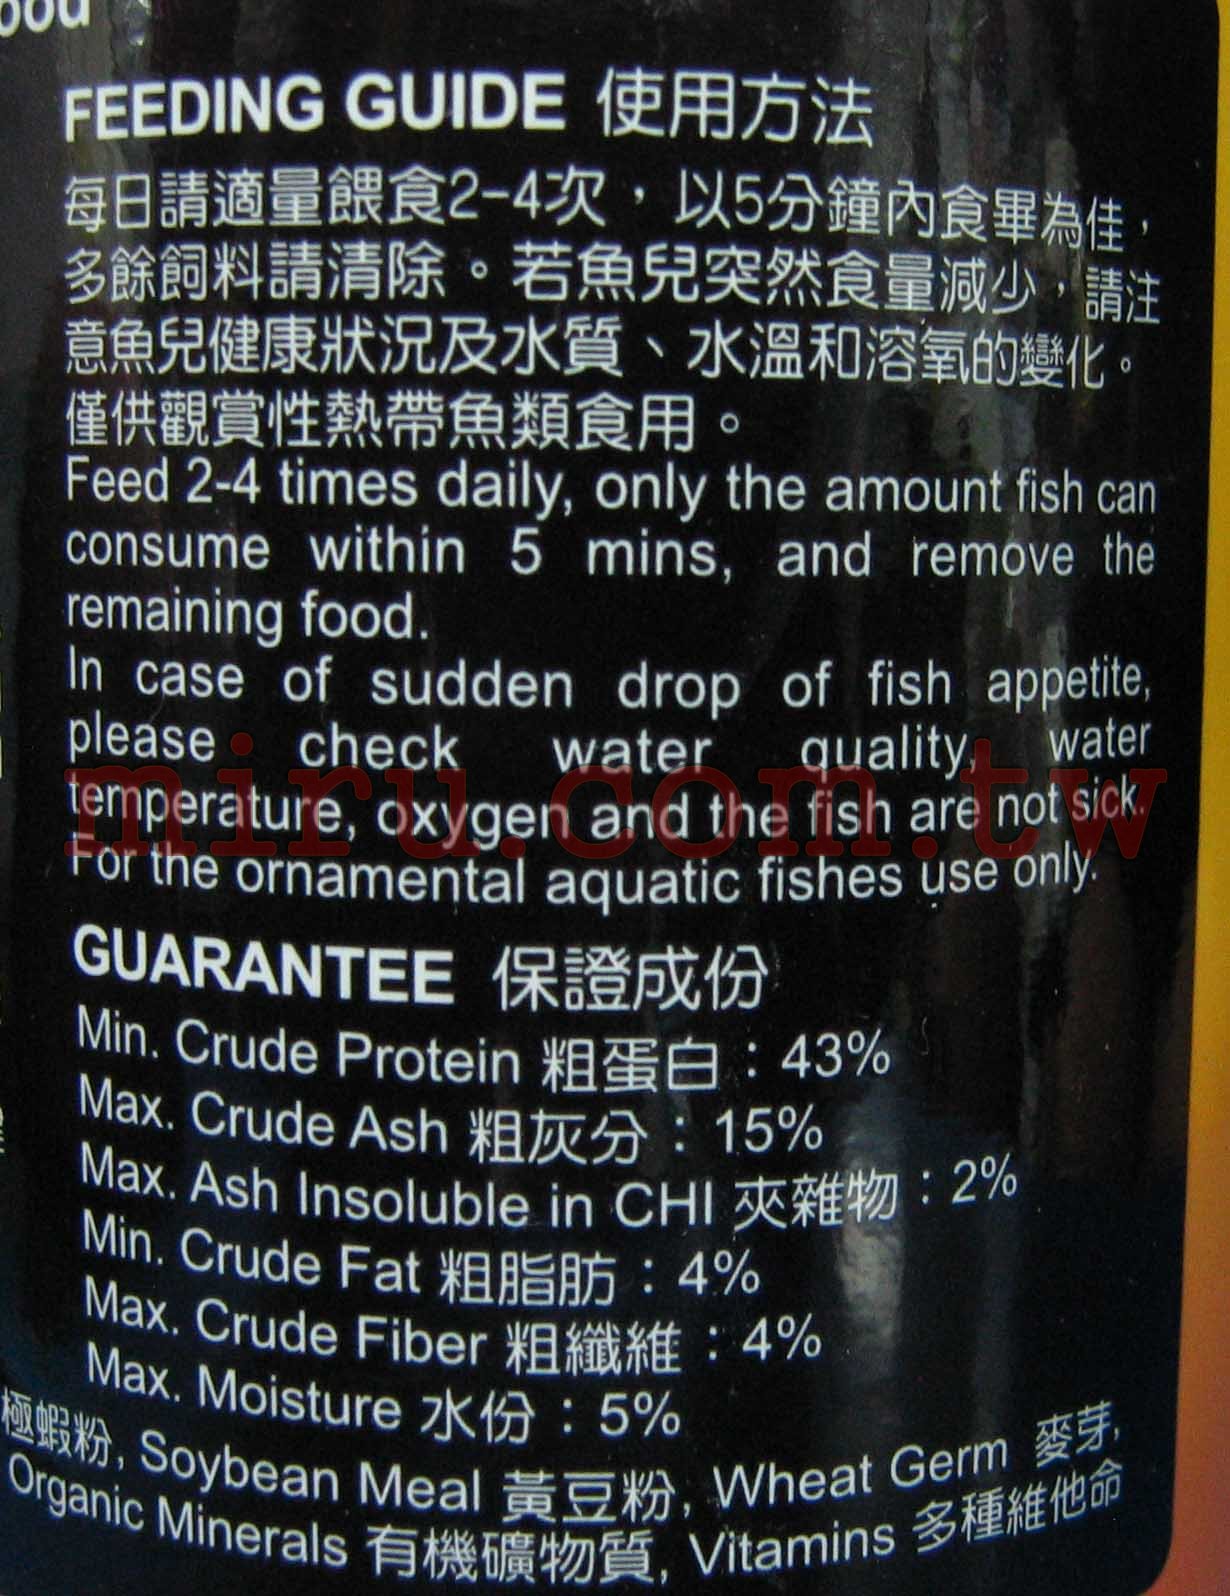 FEEDING GUIDE 使用方法
每日請適量餵食2-4次，以5分鐘內食畢為佳，
多餘飼料請清除。若魚兒突然食量減少，請注
意魚兒健康狀況及水質、水溫和溶氧的變化。
僅供觀賞性熱帶魚類食用。
Feed 2-4 times daily, only the amount fish can
consume within 5 mins, and remove the
remaining food.
In case of sudden drop of fish appetite,
please check water quality, water
temperature, oxygen and the fish are not sick.
miru.com.tw
For the ornamental aquatic fishes use only.
GUARANTEE 保證成份
Min. Crude Protein 粗蛋白：43%
Max. Crude Ash 粗灰分：15%
Max. Ash Insoluble in CHI 夾雜物：2%
Min. Crude Fat 粗脂肪：4%
Max. Crude Fiber 粗纖維：4%
Max. Moisture 水份：5%
極蝦粉, Soybean Meal 黃豆粉, Wheat Germ 麥芽,
Organic Minerals 有機礦物質, Vitamins 多種維他命